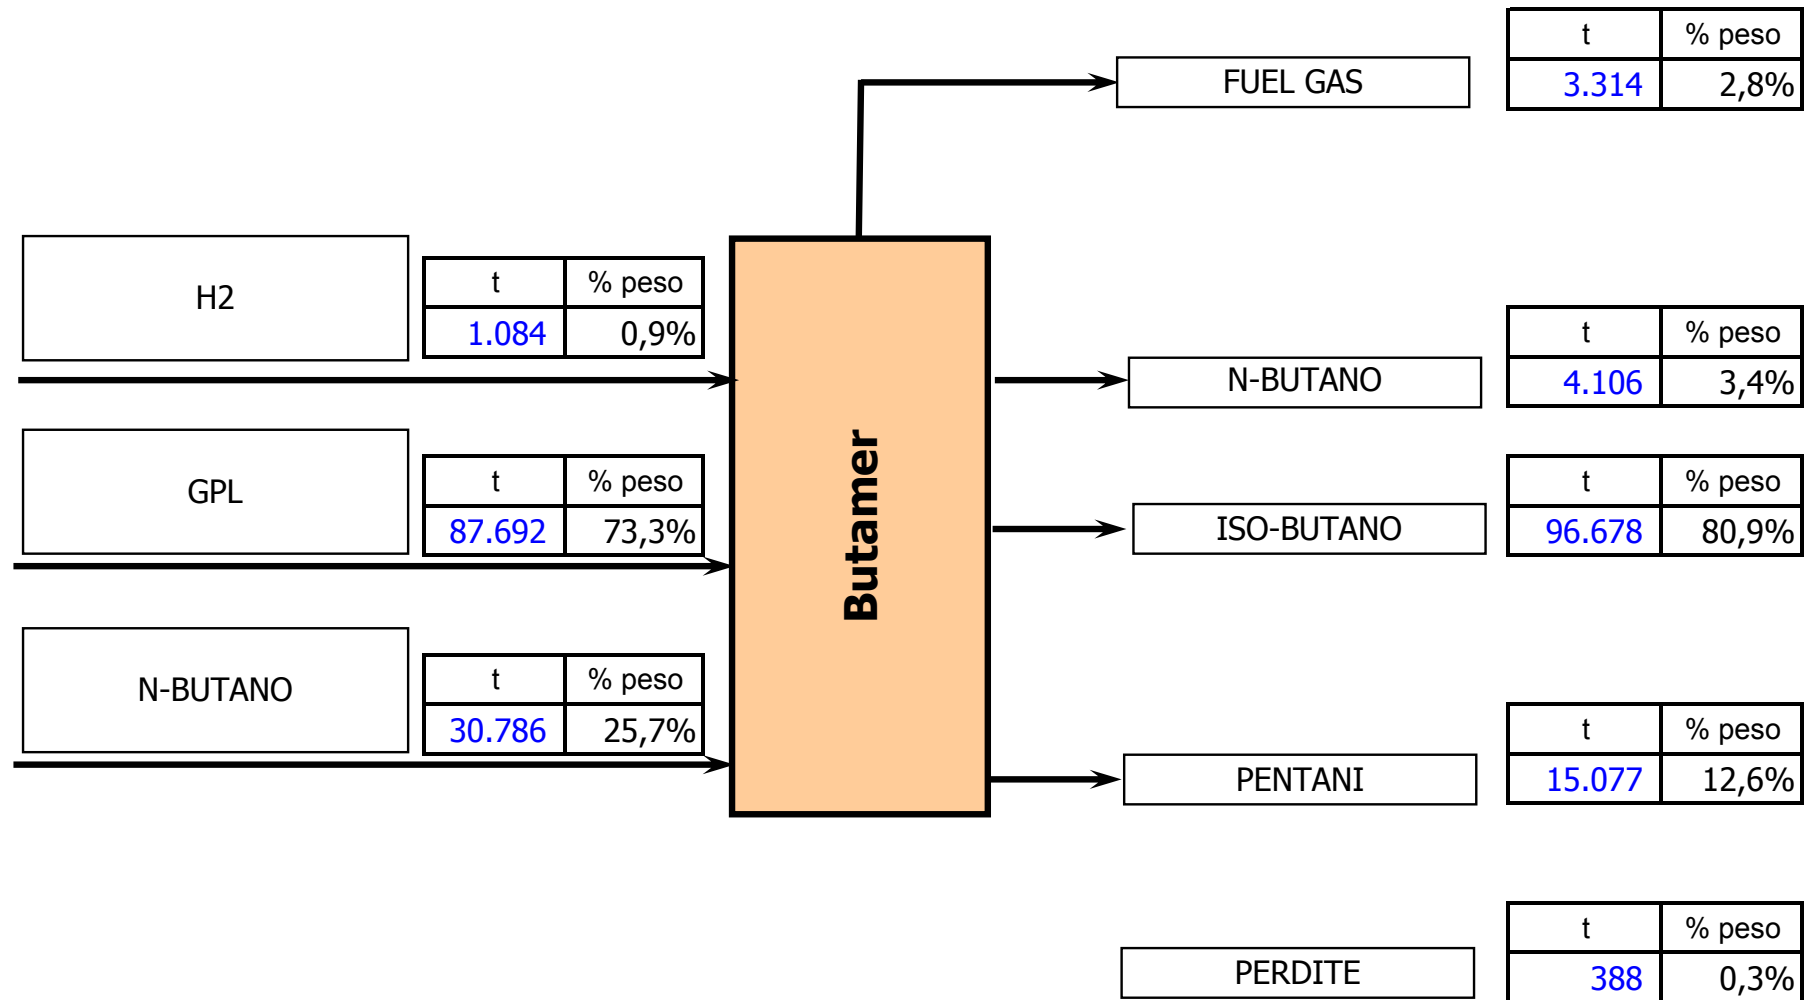 t % peso
FUEL GAS 3.314 2,8%
H2 t % peso
1.084 0,9%
t % peso
N-BUTANO 4.106 3,4%
GPL t % peso
87.692 73,3%
Butamer
t % peso
ISO-BUTANO 96.678 80,9%
N-BUTANO t % peso
30.786 25,7%
t % peso
PENTANI 15.077 12,6%
t % peso
PERDITE 388 0,3%